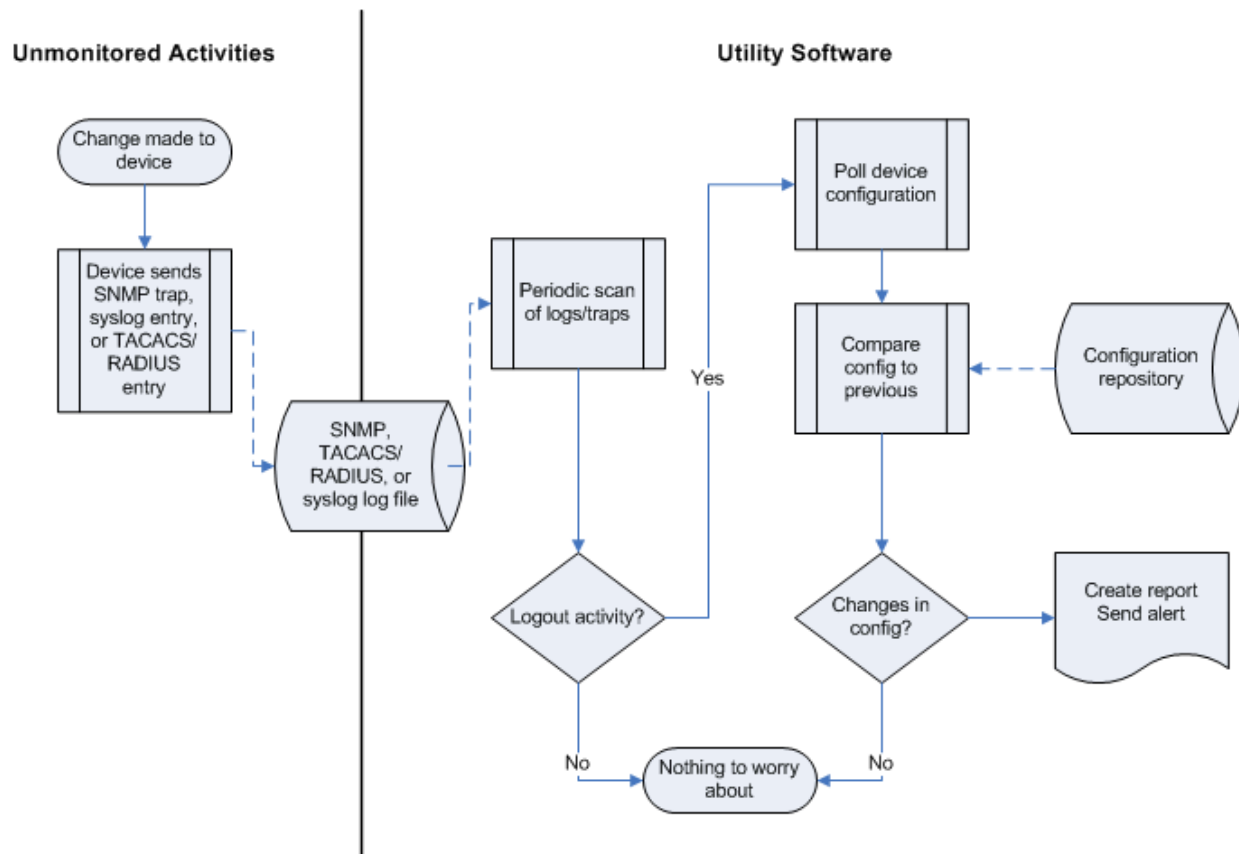 Unmonitored Activities
Utility Software
Change made to
device
Device sends
SNMP trap,
syslog entry,
or TACACS/
RADIUS
entry
SNMP,
TACACS/
RADIUS, or
syslog log file
Periodic scan
of logs/traps
Logout activity?
Yes
No
Poll device
configuration
Compare
config to
previous
Configuration
repository
Changes in
config?
Create report
Send alert
No
Nothing to worry
about